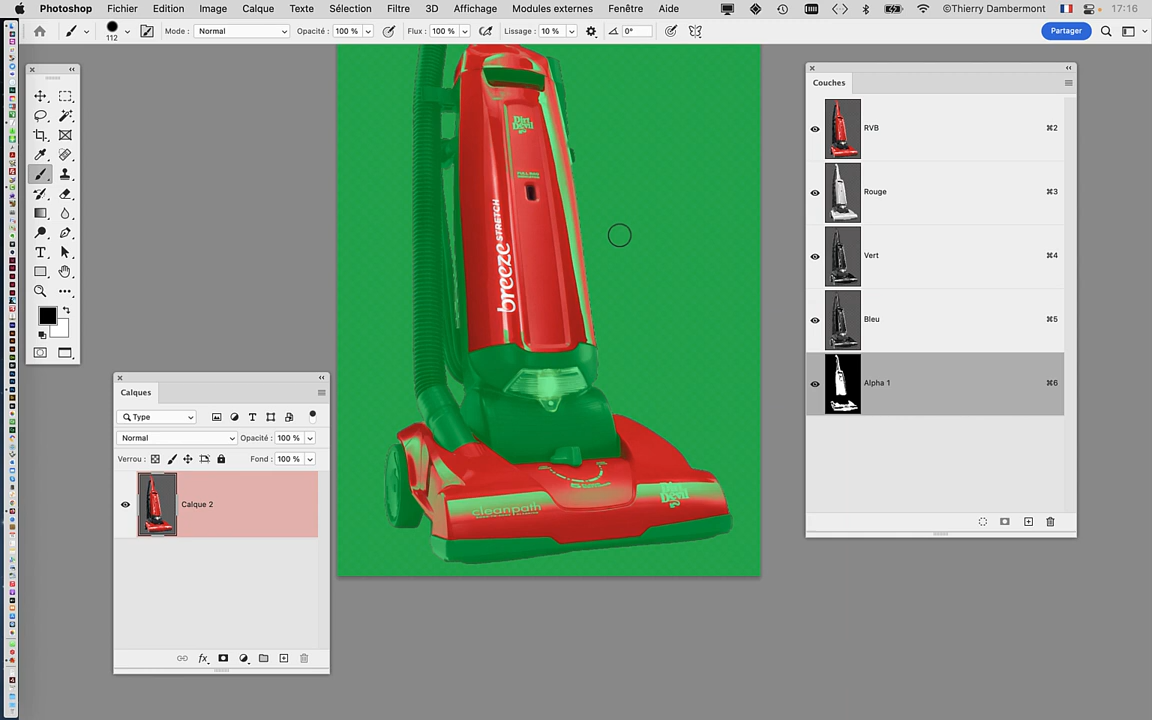 Photoshop Fichier Edition Image Calque Texte Sélection Filtre 3D Affichage Modules externes Fenêtre Aide ©Thierry Dambermont 17:16
112 Mode : Normal Opacité : 100 % Flux : 100 % Lissage : 10 % 0° Partager
Couches
RVB ⌘2
Rouge ⌘3
Vert ⌘4
Bleu ⌘5
Alpha 1 ⌘6
Dirt
Devil
breeze STRETCH
cleanpath
Dirt
Devil
Calques
Type
Normal Opacité : 100 %
Verrou : Fond : 100 %
Calque 2
fx